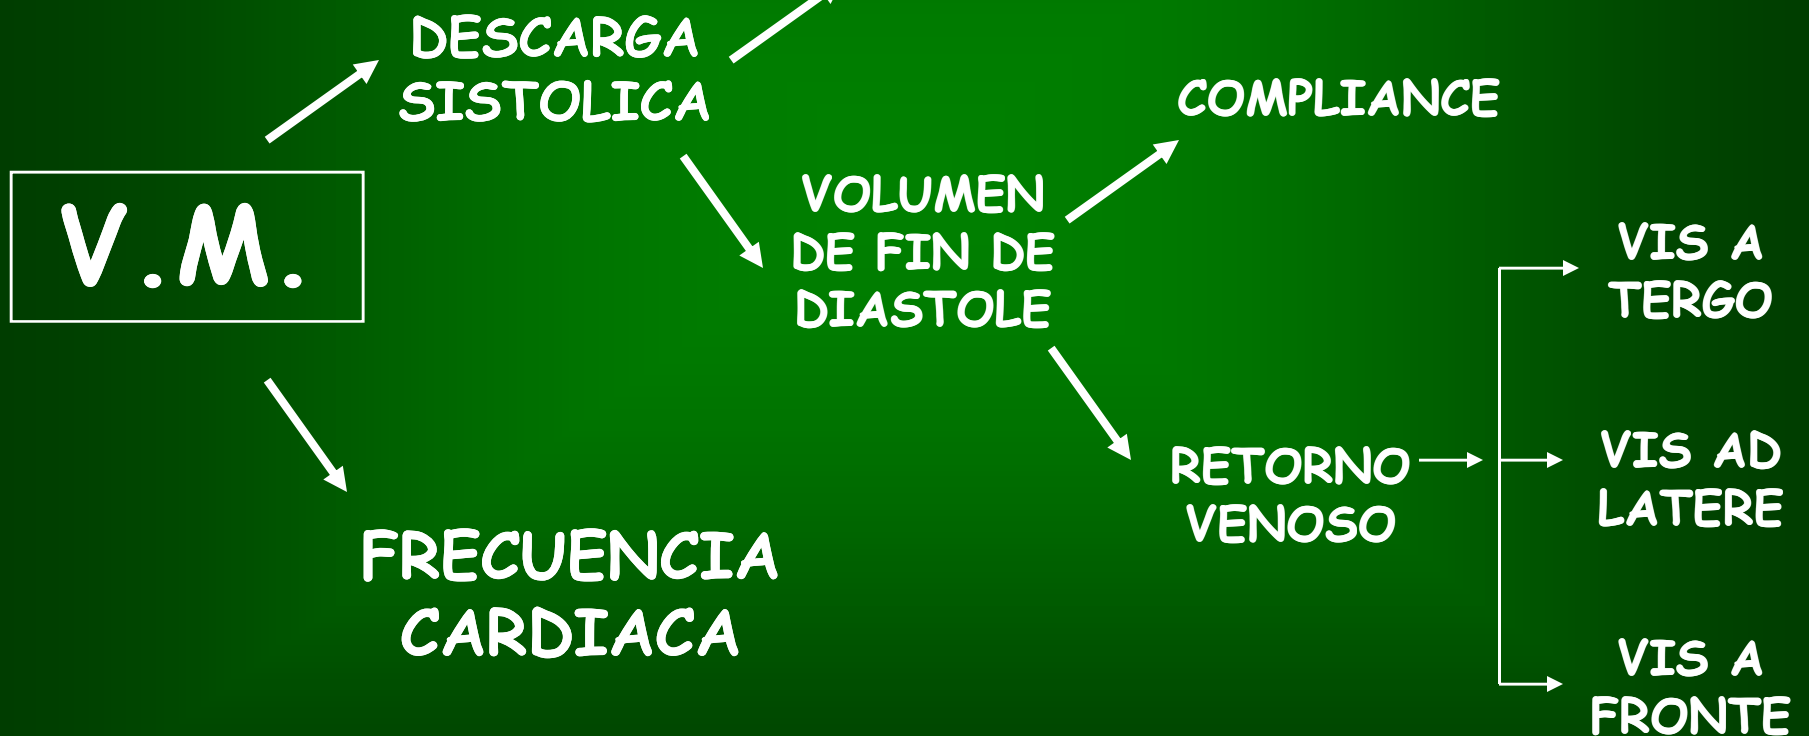 DESCARGA
SISTOLICA
COMPLIANCE
V.M.
VOLUMEN
DE FIN DE
DIASTOLE
VIS A
TERGO
RETORNO
VENOSO
VIS AD
LATERE
FRECUENCIA
CARDIACA
VIS A
FRONTE